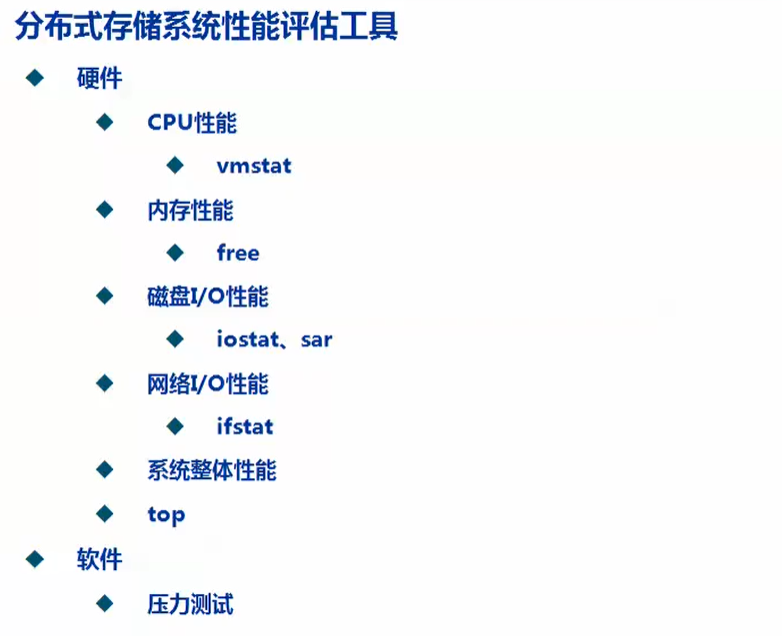 分布式存储系统性能评估工具
硬件
CPU性能
vmstat
内存性能
free
磁盘I/O性能
iostat、sar
网络I/O性能
ifstat
系统整体性能
top
软件
压力测试